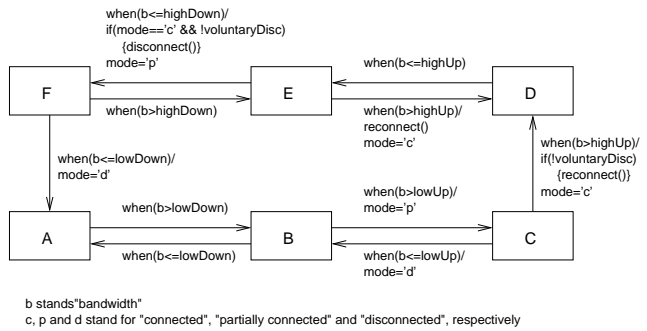 when(b<=highDown)/
if(mode=='c' && !voluntaryDisc)
{disconnect()}
mode='p'
when(b<=highUp)
F
E
D
when(b>highDown)
when(b>highUp)/
reconnect()
mode='c'
when(b>highUp)/
if(!voluntaryDisc)
{reconnect()}
mode='c'
when(b<=lowDown)/
mode='d'
when(b>lowDown)
when(b>lowUp)/
mode='p'
A
B
C
when(b<=lowDown)
when(b<=lowUp)/
mode='d'
b stands"bandwidth"
c, p and d stand for "connected", "partially connected" and "disconnected", respectively